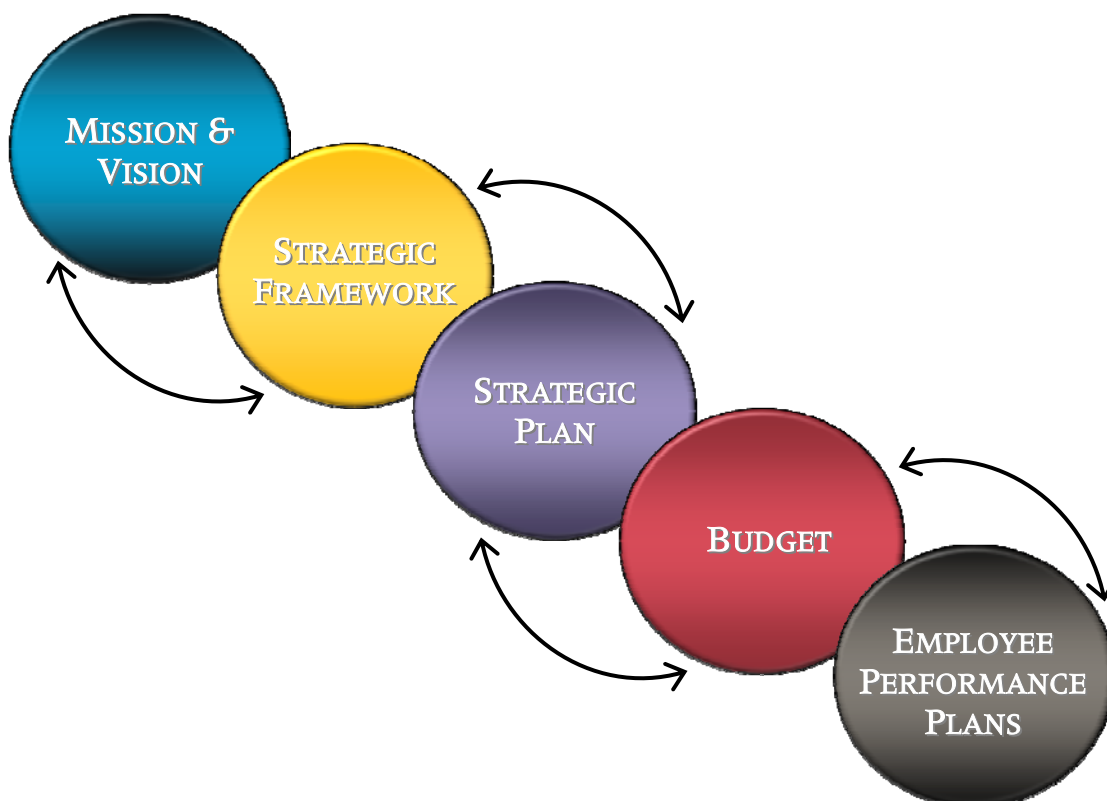 MISSION &
VISION
STRATEGIC
FRAMEWORK
STRATEGIC
PLAN
BUDGET
EMPLOYEE
PERFORMANCE
PLANS